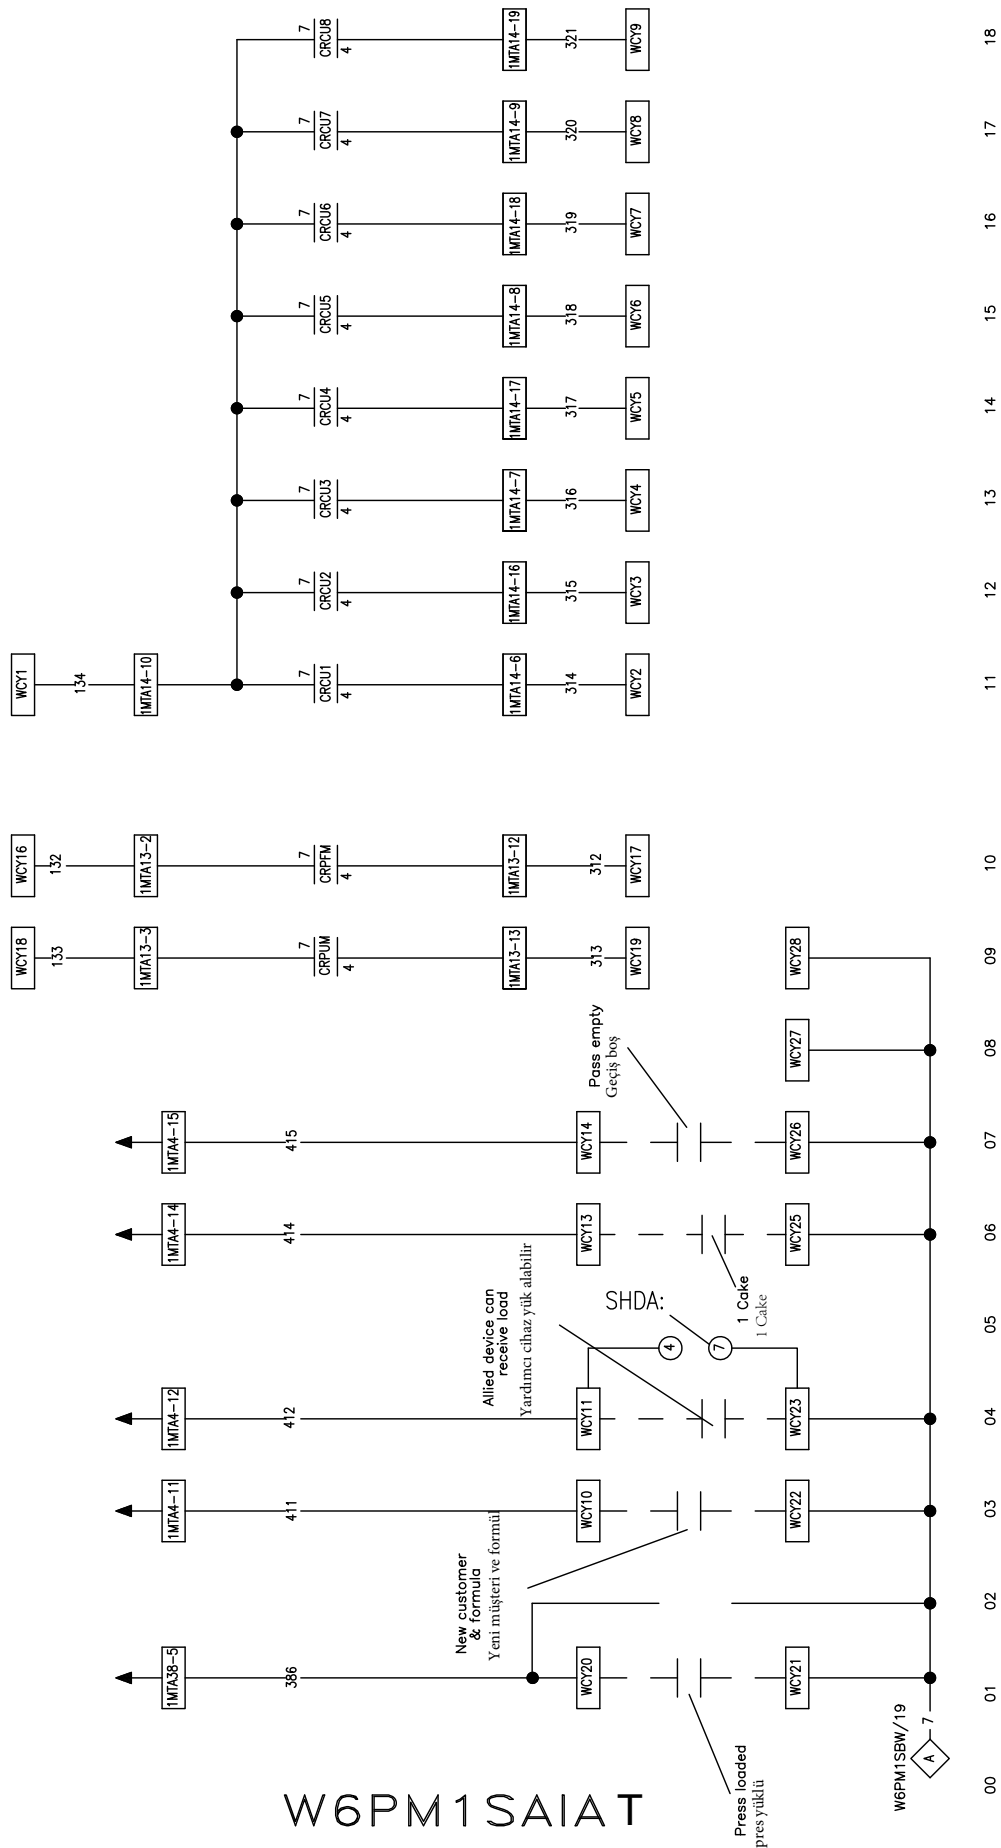 WCY1
134
1MTA14-10
7 7 7 7 7 7 7 7
CRCU1 CRCU2 CRCU3 CRCU4 CRCU5 CRCU6 CRCU7 CRCU8
4 4 4 4 4 4 4 4
1MTA14-6 1MTA14-16 1MTA14-7 1MTA14-17 1MTA14-8 1MTA14-18 1MTA14-9 1MTA14-19
314 315 316 317 318 319 320 321
WCY2 WCY3 WCY4 WCY5 WCY6 WCY7 WCY8 WCY9
WCY18 WCY16
133 132
1MTA13-3 1MTA13-2
7 7
CRPUM CRPFM
4 4
1MTA13-13 1MTA13-12
313 312
WCY19 WCY17
1MTA38-5 1MTA4-11 1MTA4-12 1MTA4-14 1MTA4-15
386 411 412 414 415
New customer
& formula
Yeni müşteri ve formül
Allied device can
receive load
Yardımcı cihaz yük alabilir
WCY20 WCY10 WCY11 WCY13 WCY14
Pass empty
Geçiş boş
SHDA:
4
7
1 Cake
1 Cake
Press loaded
pres yüklü
WCY21 WCY22 WCY23 WCY25 WCY26 WCY27 WCY28
W6PM1SBW/19
A
7
00 01 02 03 04 05 06 07 08 09 10 11 12 13 14 15 16 17 18
W6PM1SAIAT